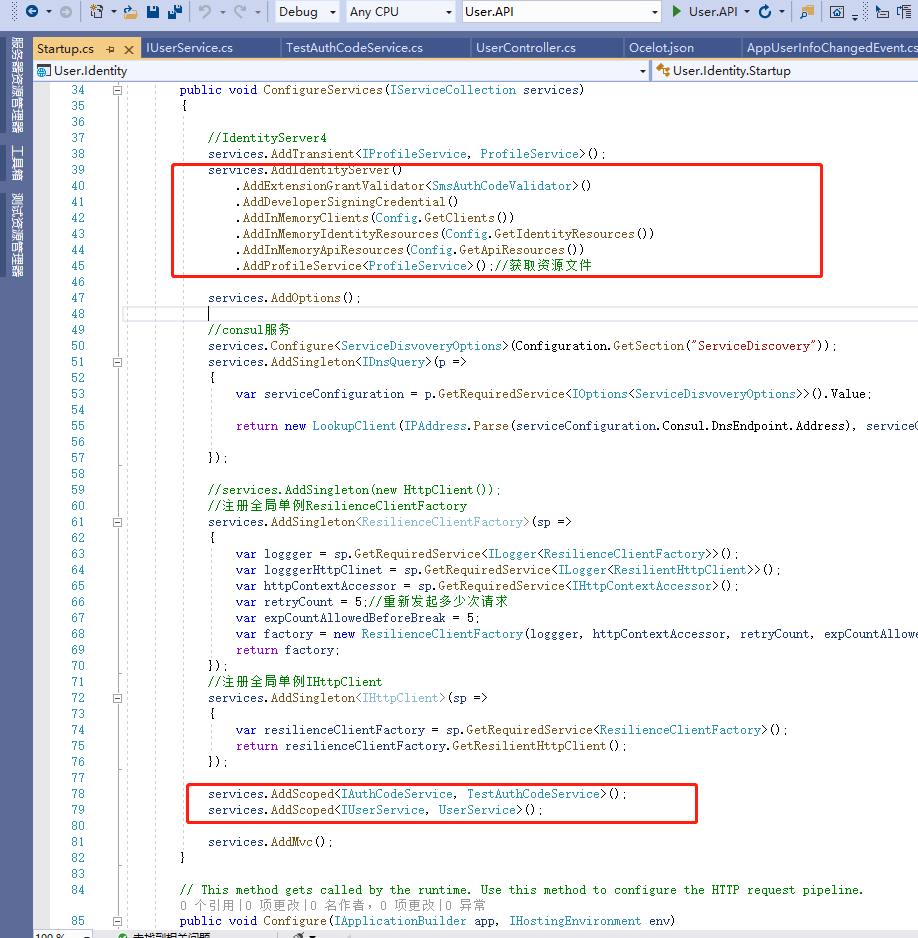 Debug Any CPU User.API User.API
服务器资源管理器
工具箱
测试资源管理器
Startup.cs IUserService.cs TestAuthCodeService.cs UserController.cs Ocelot.json AppUserInfoChangedEvent.cs
User.Identity User.Identity.Startup
34 public void ConfigureServices(IServiceCollection services)
35 {
36
37 //IdentityServer4
38 services.AddTransient<IProfileService, ProfileService>();
39 services.AddIdentityServer()
40 .AddExtensionGrantValidator<SmsAuthCodeValidator>()
41 .AddDeveloperSigningCredential()
42 .AddInMemoryClients(Config.GetClients())
43 .AddInMemoryIdentityResources(Config.GetIdentityResources())
44 .AddInMemoryApiResources(Config.GetApiResources())
45 .AddProfileService<ProfileService>();//获取资源文件
46
47 services.AddOptions();
48
49 //consul服务
50 services.Configure<ServiceDisvoveryOptions>(Configuration.GetSection("ServiceDiscovery"));
51 services.AddSingleton<IDnsQuery>(p =>
52 {
53 var serviceConfiguration = p.GetRequiredService<IOptions<ServiceDisvoveryOptions>>().Value;
54
55 return new LookupClient(IPAddress.Parse(serviceConfiguration.Consul.DnsEndpoint.Address), serviceC
56
57 });
58
59 //services.AddSingleton(new HttpClient());
60 //注册全局单例ResilienceClientFactory
61 services.AddSingleton<ResilienceClientFactory>(sp =>
62 {
63 var loggger = sp.GetRequiredService<ILogger<ResilienceClientFactory>>();
64 var logggerHttpClinet = sp.GetRequiredService<ILogger<ResilientHttpClient>>();
65 var httpContextAccessor = sp.GetRequiredService<IHttpContextAccessor>();
66 var retryCount = 5;//重新发起多少次请求
67 var expCountAllowedBeforeBreak = 5;
68 var factory = new ResilienceClientFactory(loggger, httpContextAccessor, retryCount, expCountAllowe
69 return factory;
70 });
71 //注册全局单例IHttpClient
72 services.AddSingleton<IHttpClient>(sp =>
73 {
74 var resilienceClientFactory = sp.GetRequiredService<ResilienceClientFactory>();
75 return resilienceClientFactory.GetResilientHttpClient();
76 });
77
78 services.AddScoped<IAuthCodeService, TestAuthCodeService>();
79 services.AddScoped<IUserService, UserService>();
80
81 services.AddMvc();
82 }
83
84 // This method gets called by the runtime. Use this method to configure the HTTP request pipeline.
0 个引用|0 项更改|0 名作者，0 项更改|0 异常
85 public void Configure(IApplicationBuilder app, IHostingEnvironment env)
100 % 未找到相关问题